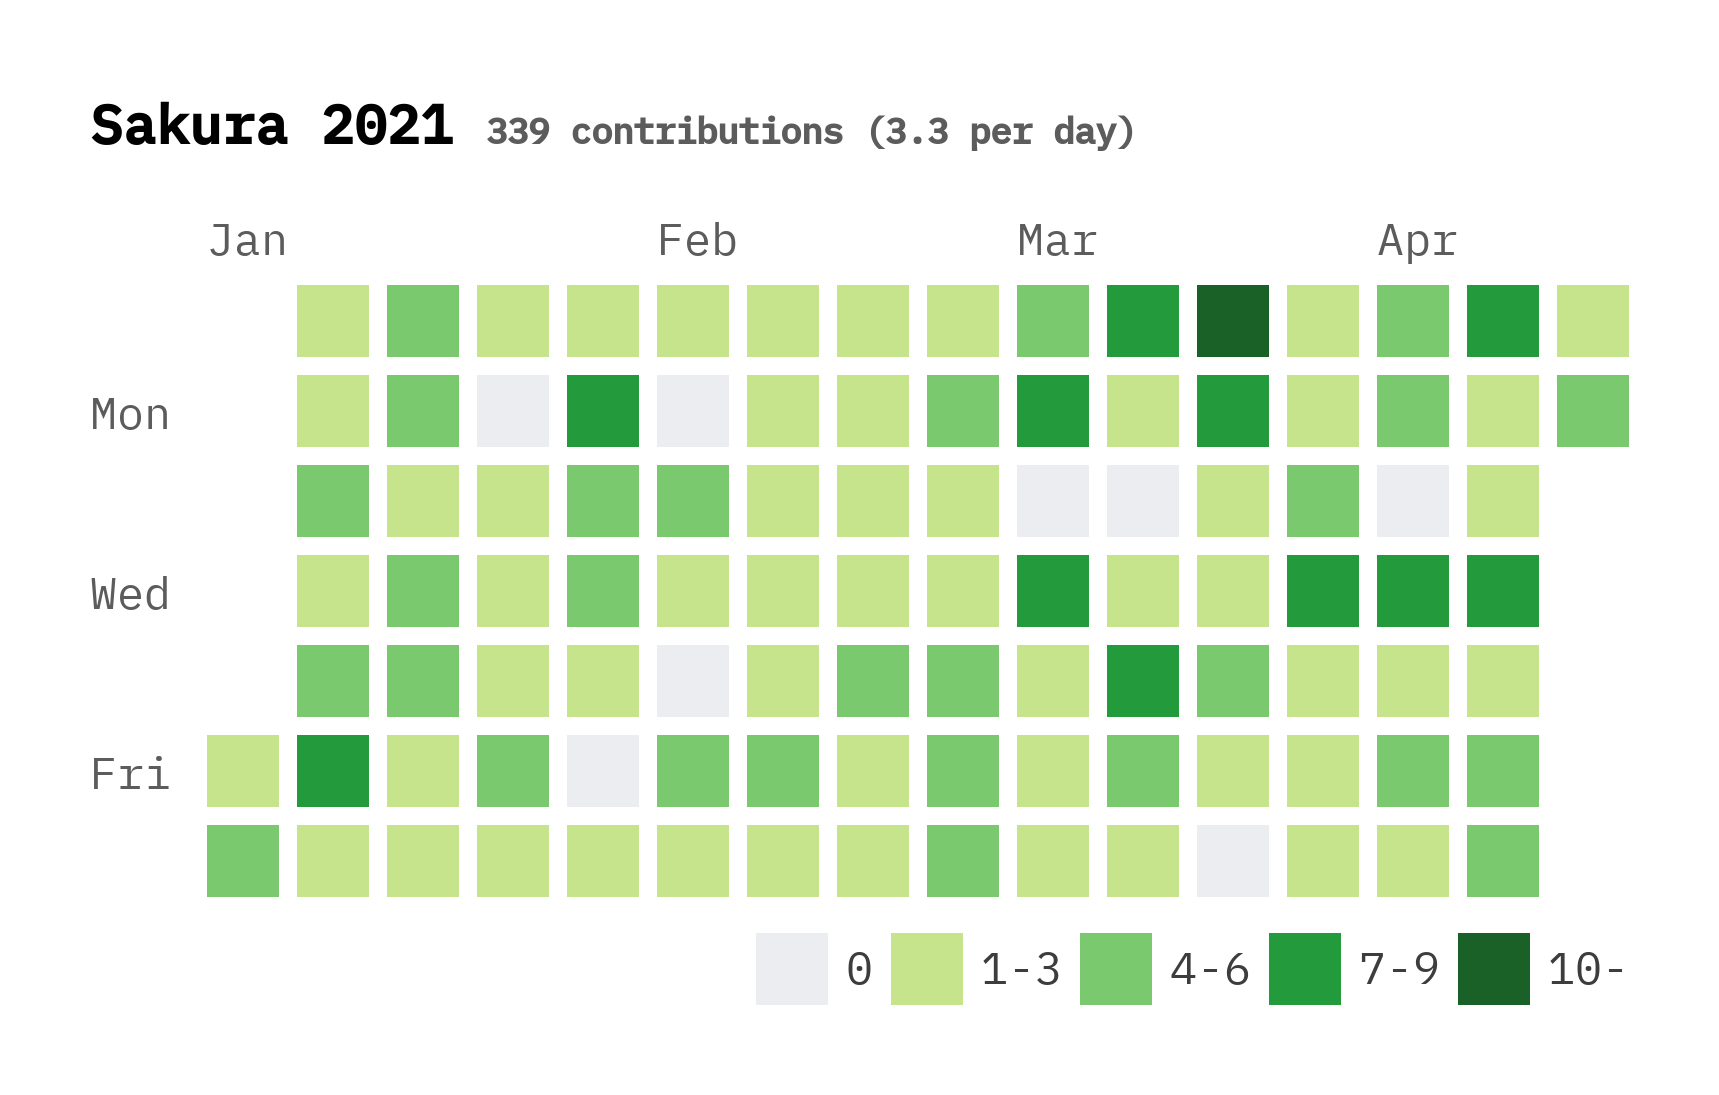 Sakura 2021 339 contributions (3.3 per day)
Jan Feb Mar Apr
Mon
Wed
Fri
0 1-3 4-6 7-9 10-